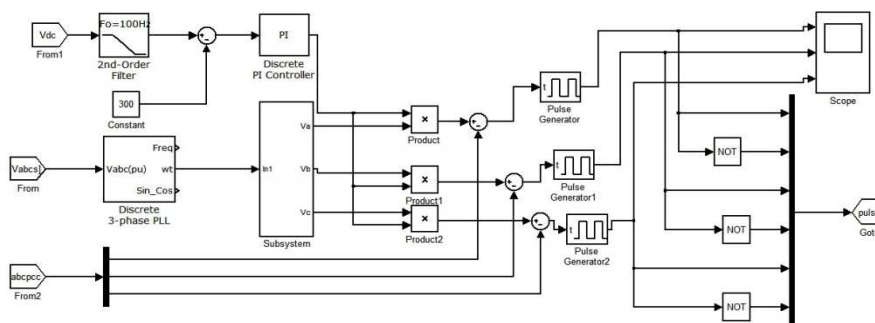 Fo=100Hz
Vdc
From1
2nd-Order
Filter
PI
Discrete
PI Controller
300
Constant
Vabcs]
From
Vabc(pu)
Freq
wt
Sin_Cos
Discrete
3-phase PLL
In1
Va
Vb
Vc
Subsystem
×
Product
×
Product1
×
Product2
t
Pulse
Generator
t
Pulse
Generator1
t
Pulse
Generator2
Scope
NOT
NOT
NOT
puls
Got
abcpcc
From2